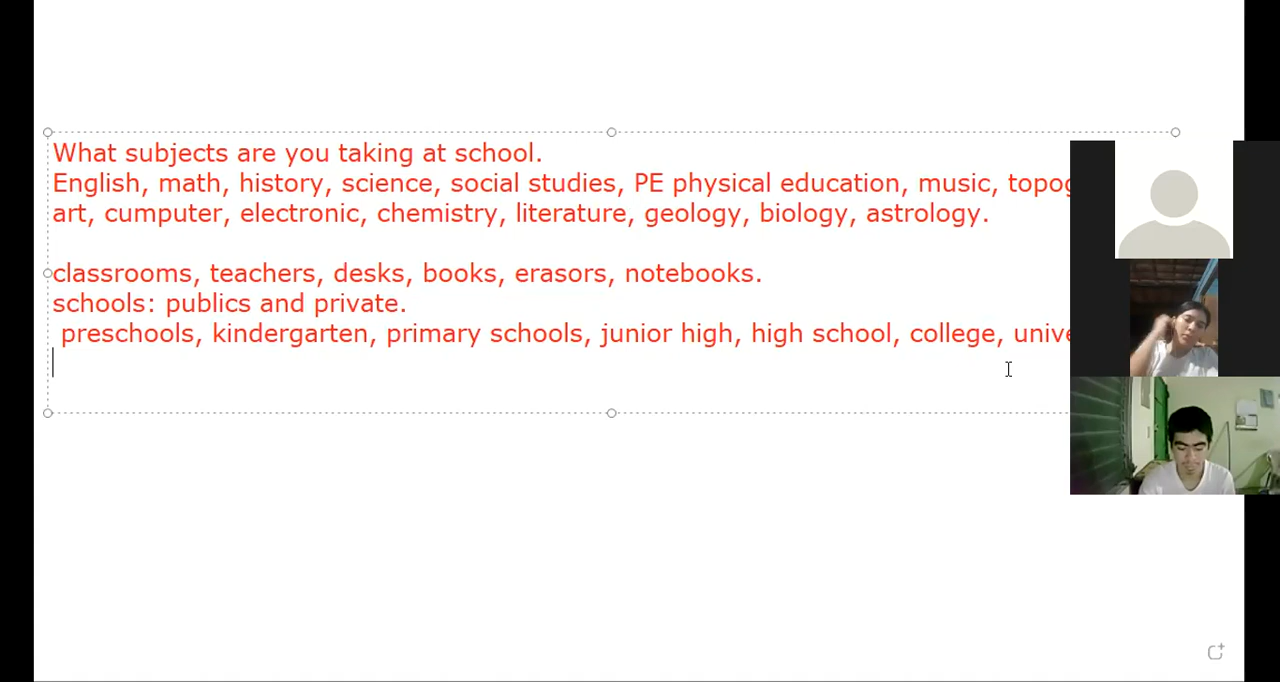 What subjects are you taking at school.
English, math, history, science, social studies, PE physical education, music,
art, cumputer, electronic, chemistry, literature, geology, biology, astrology.
classrooms, teachers, desks, books, erasors, notebooks.
schools: publics and private.
preschools, kindergarten, primary schools, junior high, high school, college,